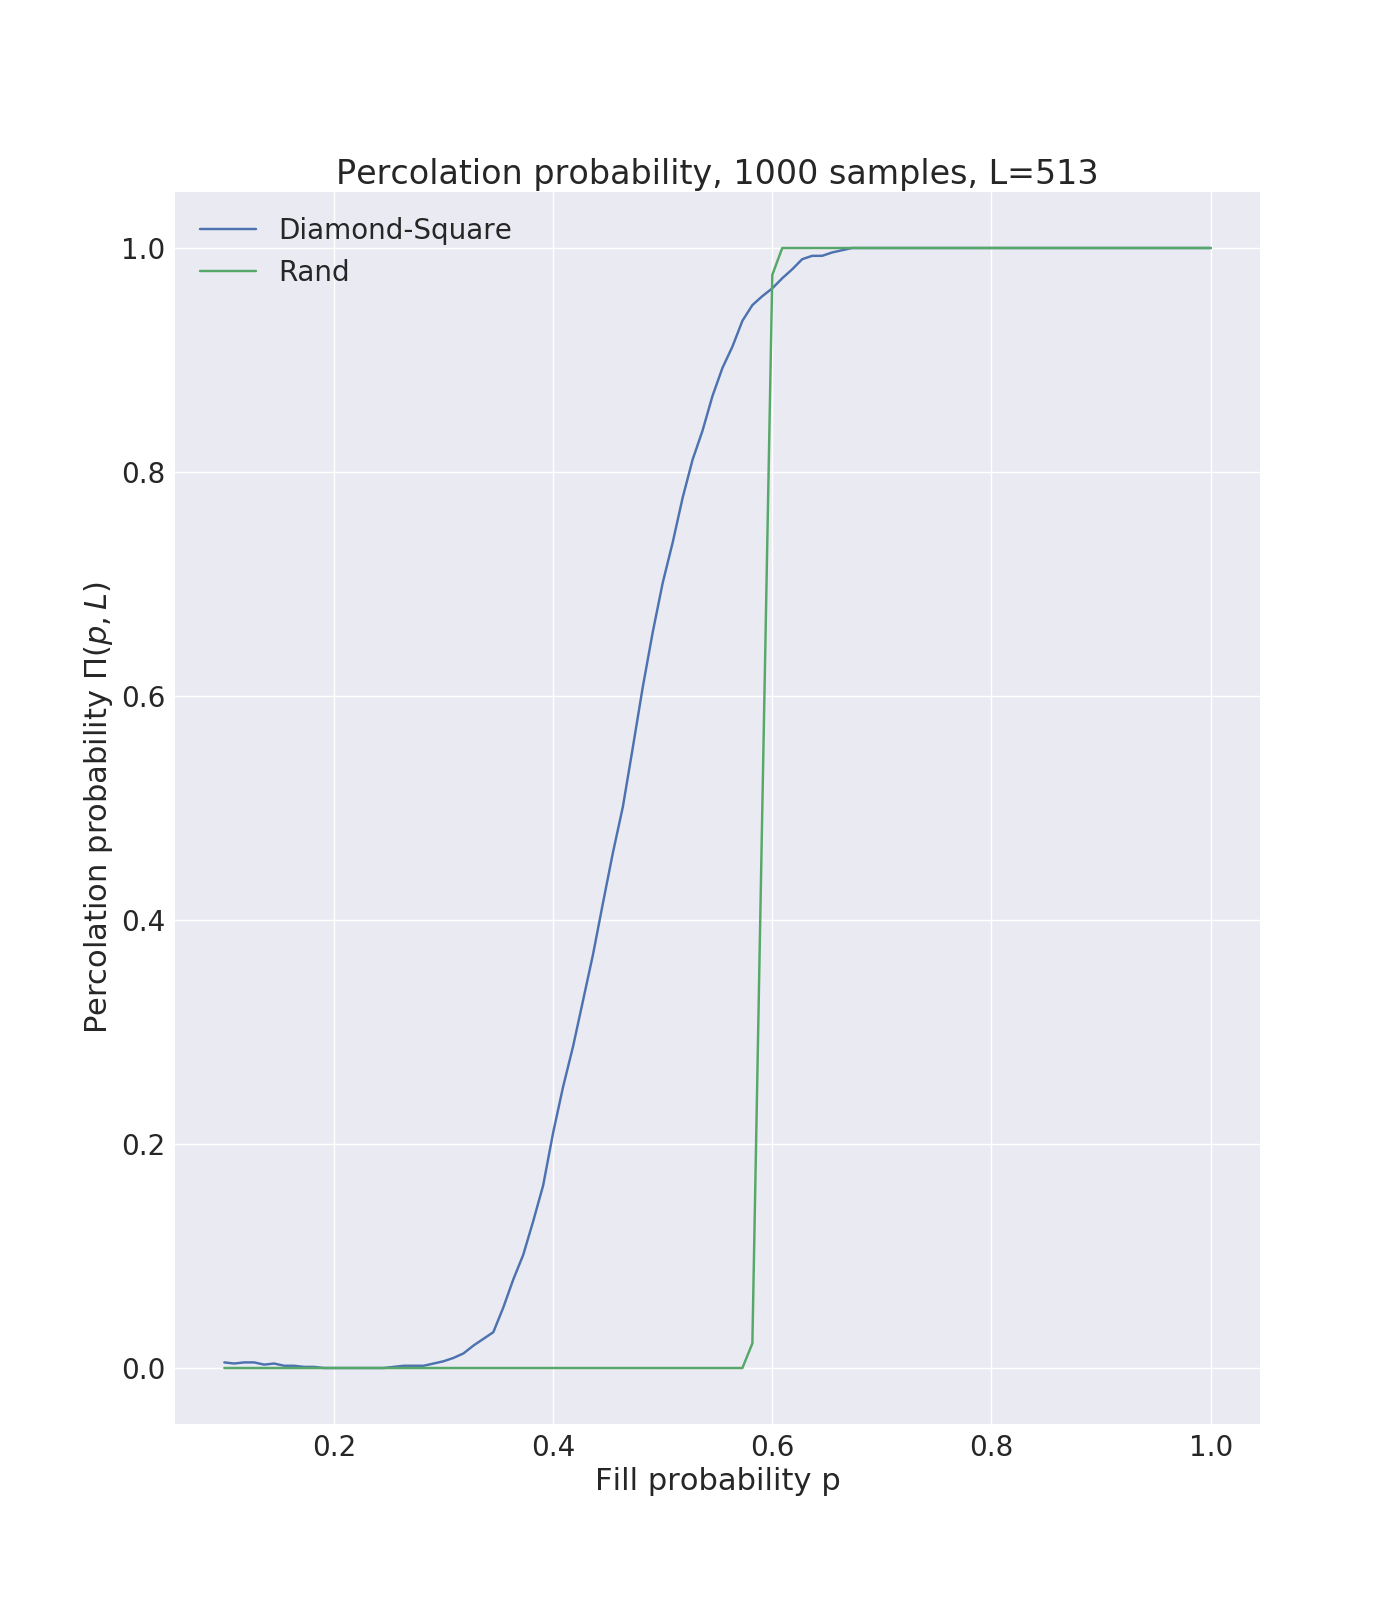 Percolation probability, 1000 samples, L=513
Diamond-Square
Rand
1.0
0.8
0.6
0.4
0.2
0.0
Percolation probability Π(p, L)
0.2 0.4 0.6 0.8 1.0
Fill probability p